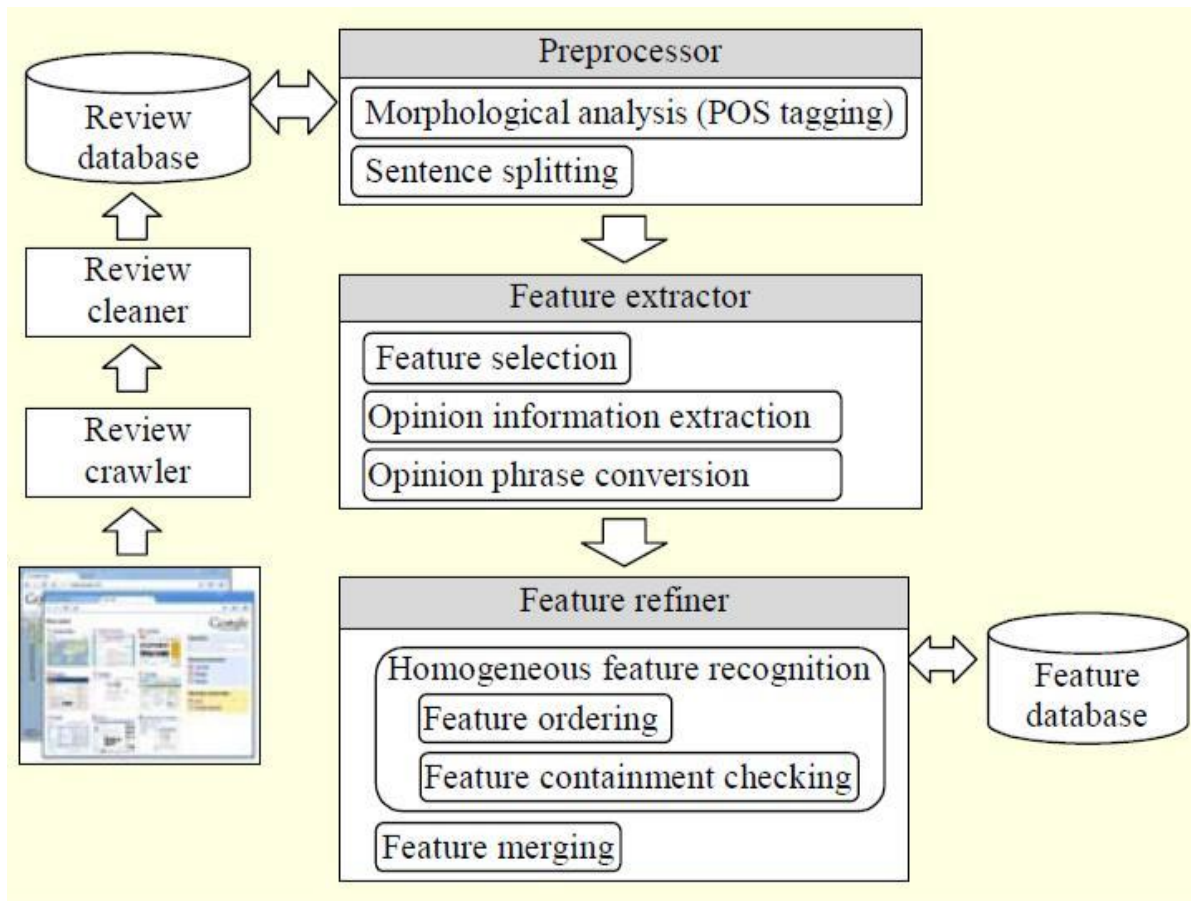 Review
database
Review
cleaner
Review
crawler
Google
Preprocessor
Morphological analysis (POS tagging)
Sentence splitting
Feature extractor
Feature selection
Opinion information extraction
Opinion phrase conversion
Feature refiner
Homogeneous feature recognition
Feature ordering
Feature containment checking
Feature merging
Feature
database